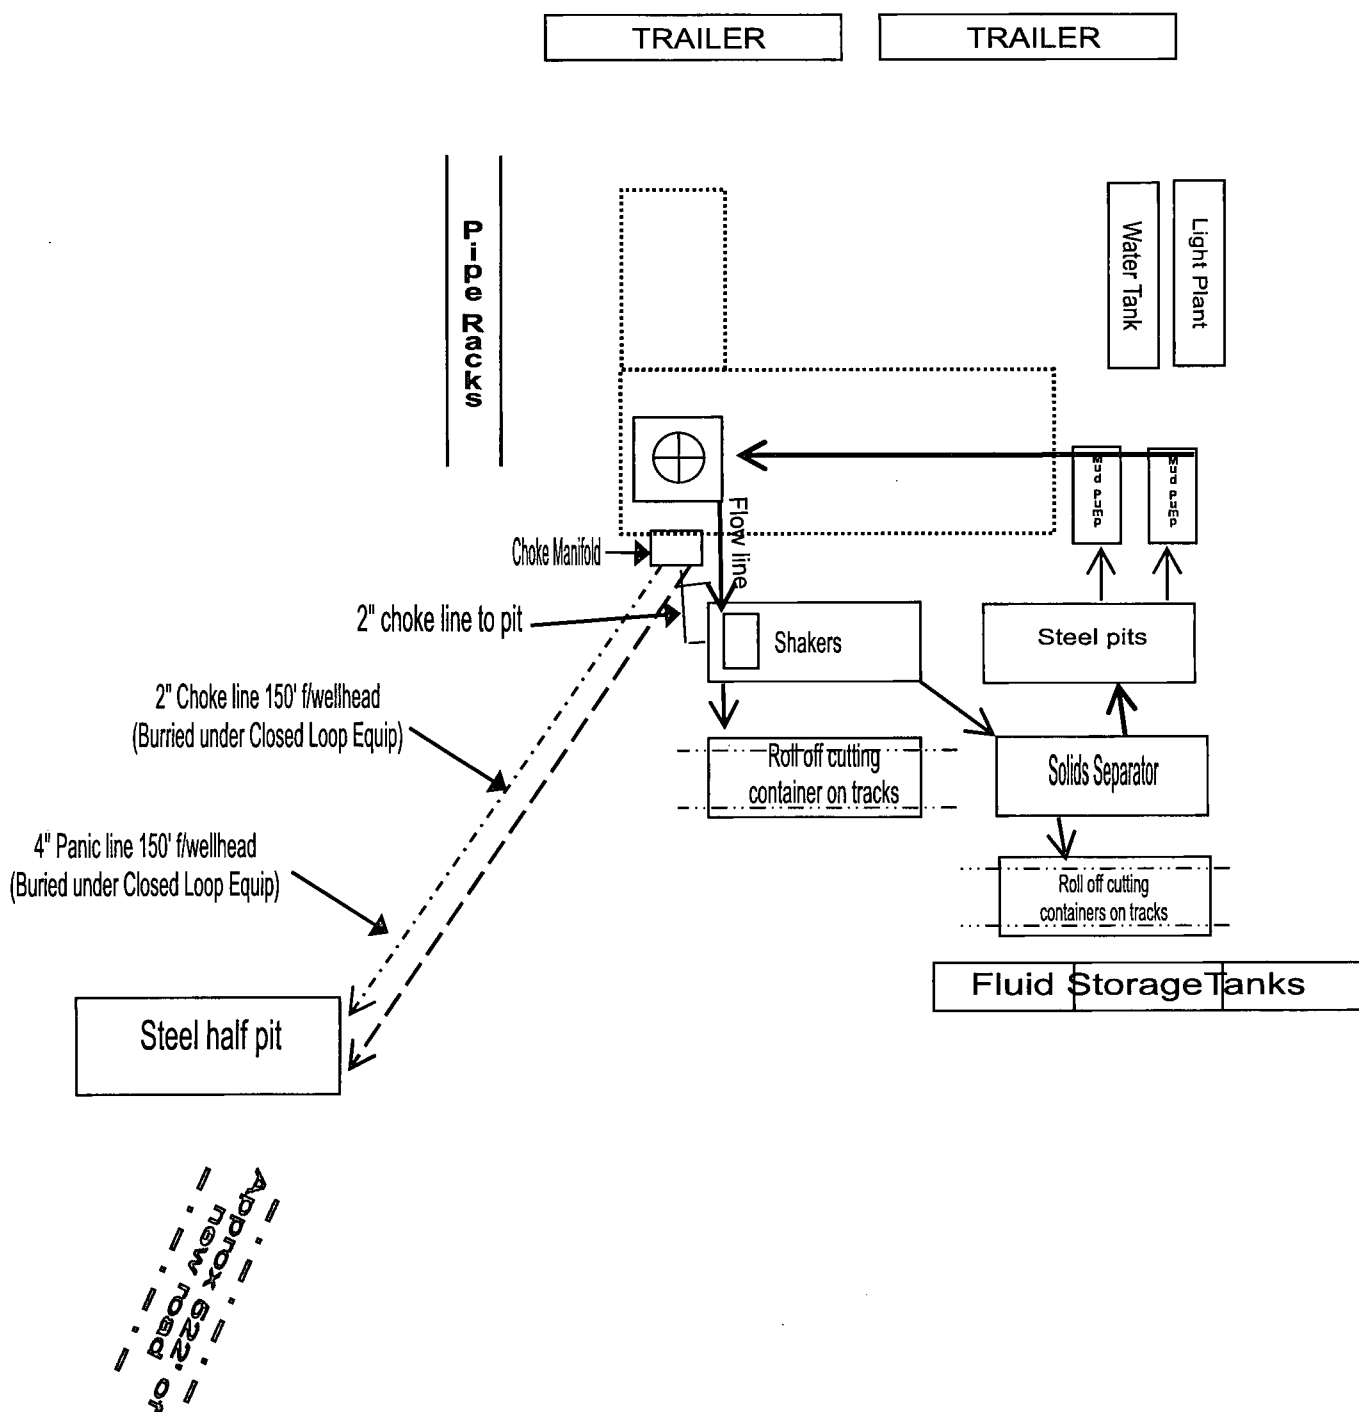 TRAILER
TRAILER
Pipe Racks
Water Tank
Light Plant
Mud pump
Mud pump
Flow line
Choke Manifold
2" choke line to pit
Shakers
Steel pits
2" Choke line 150' f/wellhead
(Burried under Closed Loop Equip)
Roll off cutting
container on tracks
Solids Separator
4" Panic line 150' f/wellhead
(Buried under Closed Loop Equip)
Roll off cutting
containers on tracks
Fluid Storage Tanks
Steel half pit
Approx 522' of
new road